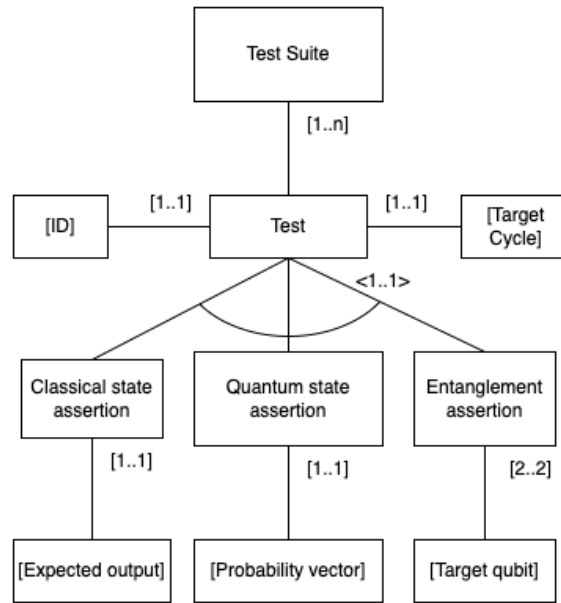 Test Suite
[1..n]
[1..1]
[1..1]
[ID]
Test
[Target
Cycle]
<1..1>
Classical state
assertion
Quantum state
assertion
Entanglement
assertion
[1..1]
[1..1]
[2..2]
[Expected output]
[Probability vector]
[Target qubit]